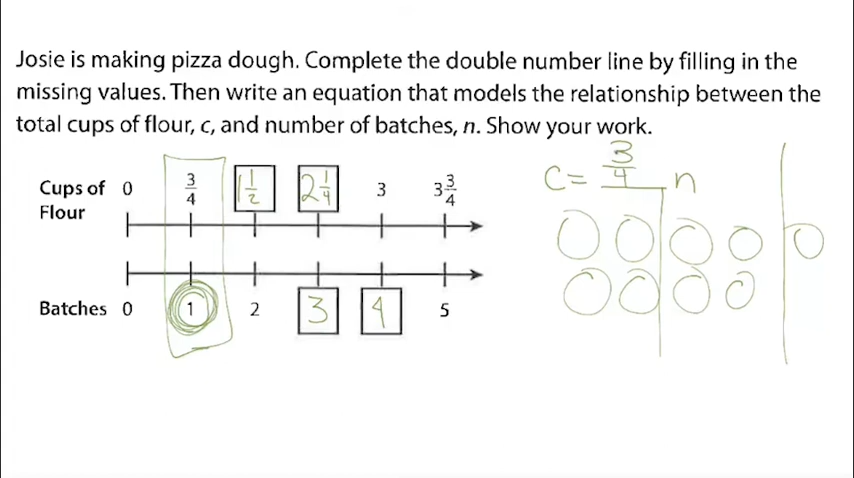 Josie is making pizza dough. Complete the double number line by filling in the
missing values. Then write an equation that models the relationship between the
total cups of flour, c, and number of batches, n. Show your work.
Cups of Flour 0 3/4 1 1/2 2 1/4 3 3 3/4
Batches 0 1 2 3 4 5
c = 3/4 n